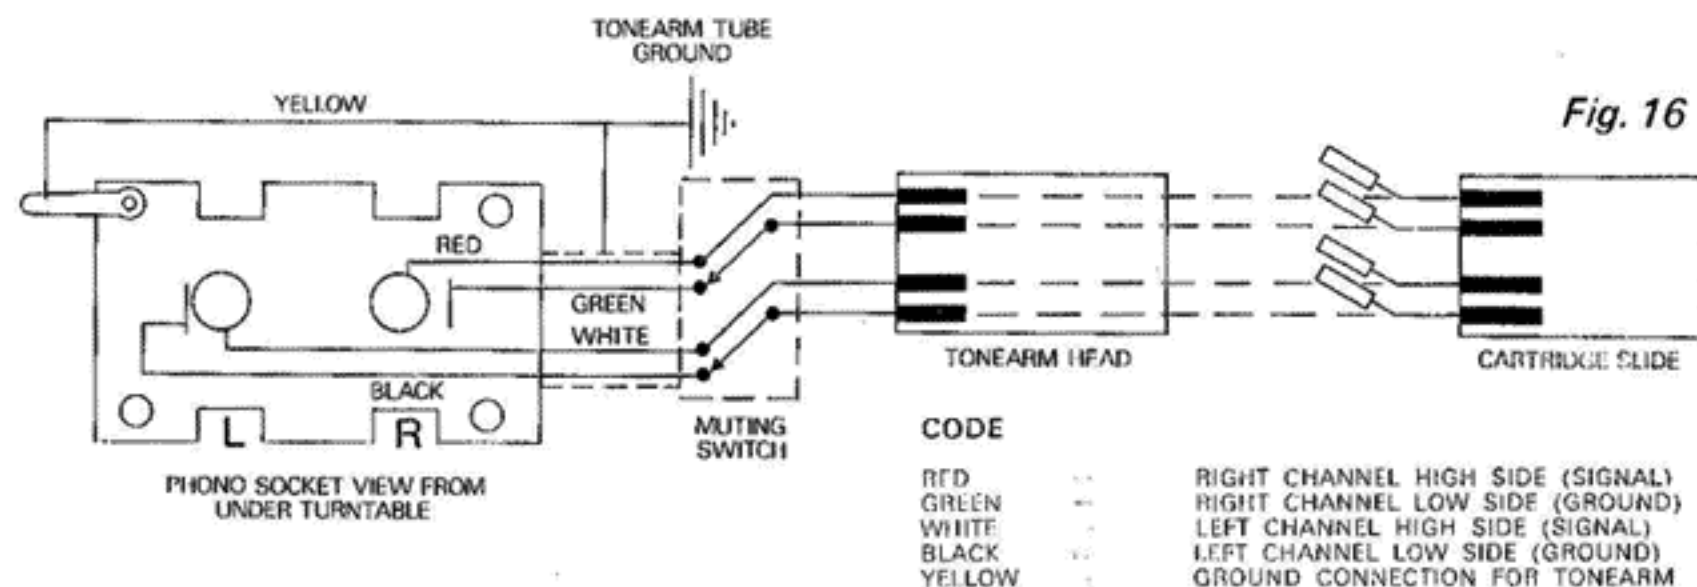 TONEARM TUBE
GROUND
YELLOW
Fig. 16
RED
GREEN
WHITE
BLACK
L
R
MUTING
SWITCH
TONEARM HEAD
CARTRIDGE SLIDE
PHONO SOCKET VIEW FROM
UNDER TURNTABLE
CODE
RED - RIGHT CHANNEL HIGH SIDE (SIGNAL)
GREEN - RIGHT CHANNEL LOW SIDE (GROUND)
WHITE - LEFT CHANNEL HIGH SIDE (SIGNAL)
BLACK - LEFT CHANNEL LOW SIDE (GROUND)
YELLOW - GROUND CONNECTION FOR TONEARM